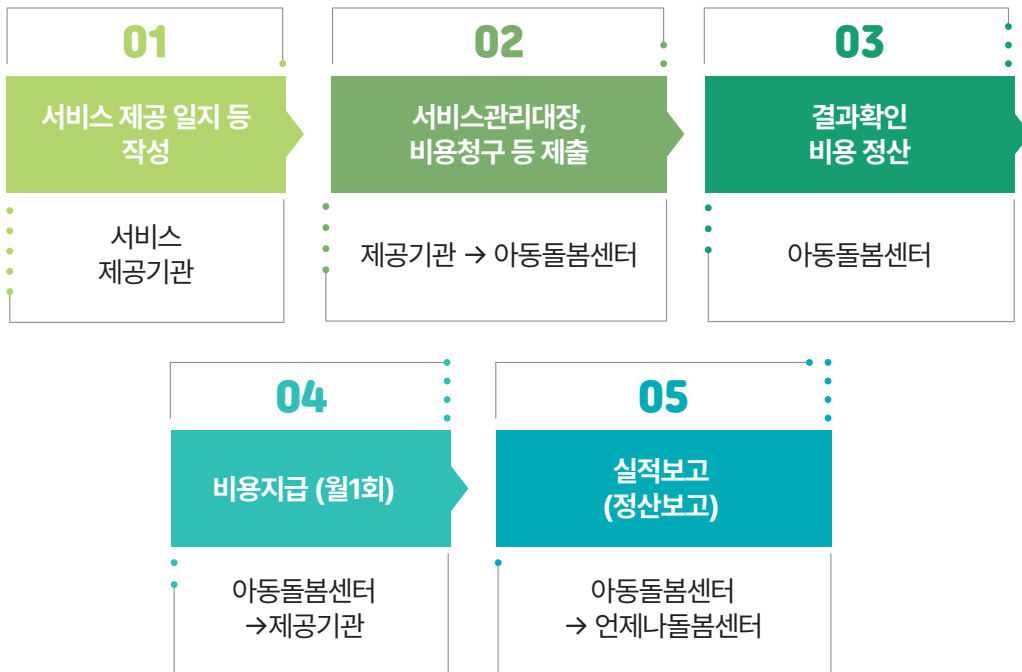 01
서비스 제공 일지 등
작성
서비스
제공기관
02
서비스관리대장,
비용청구 등 제출
제공기관 → 아동돌봄센터
03
결과확인
비용 정산
아동돌봄센터
04
비용지급 (월1회)
아동돌봄센터
→제공기관
05
실적보고
(정산보고)
아동돌봄센터
→ 언제나돌봄센터